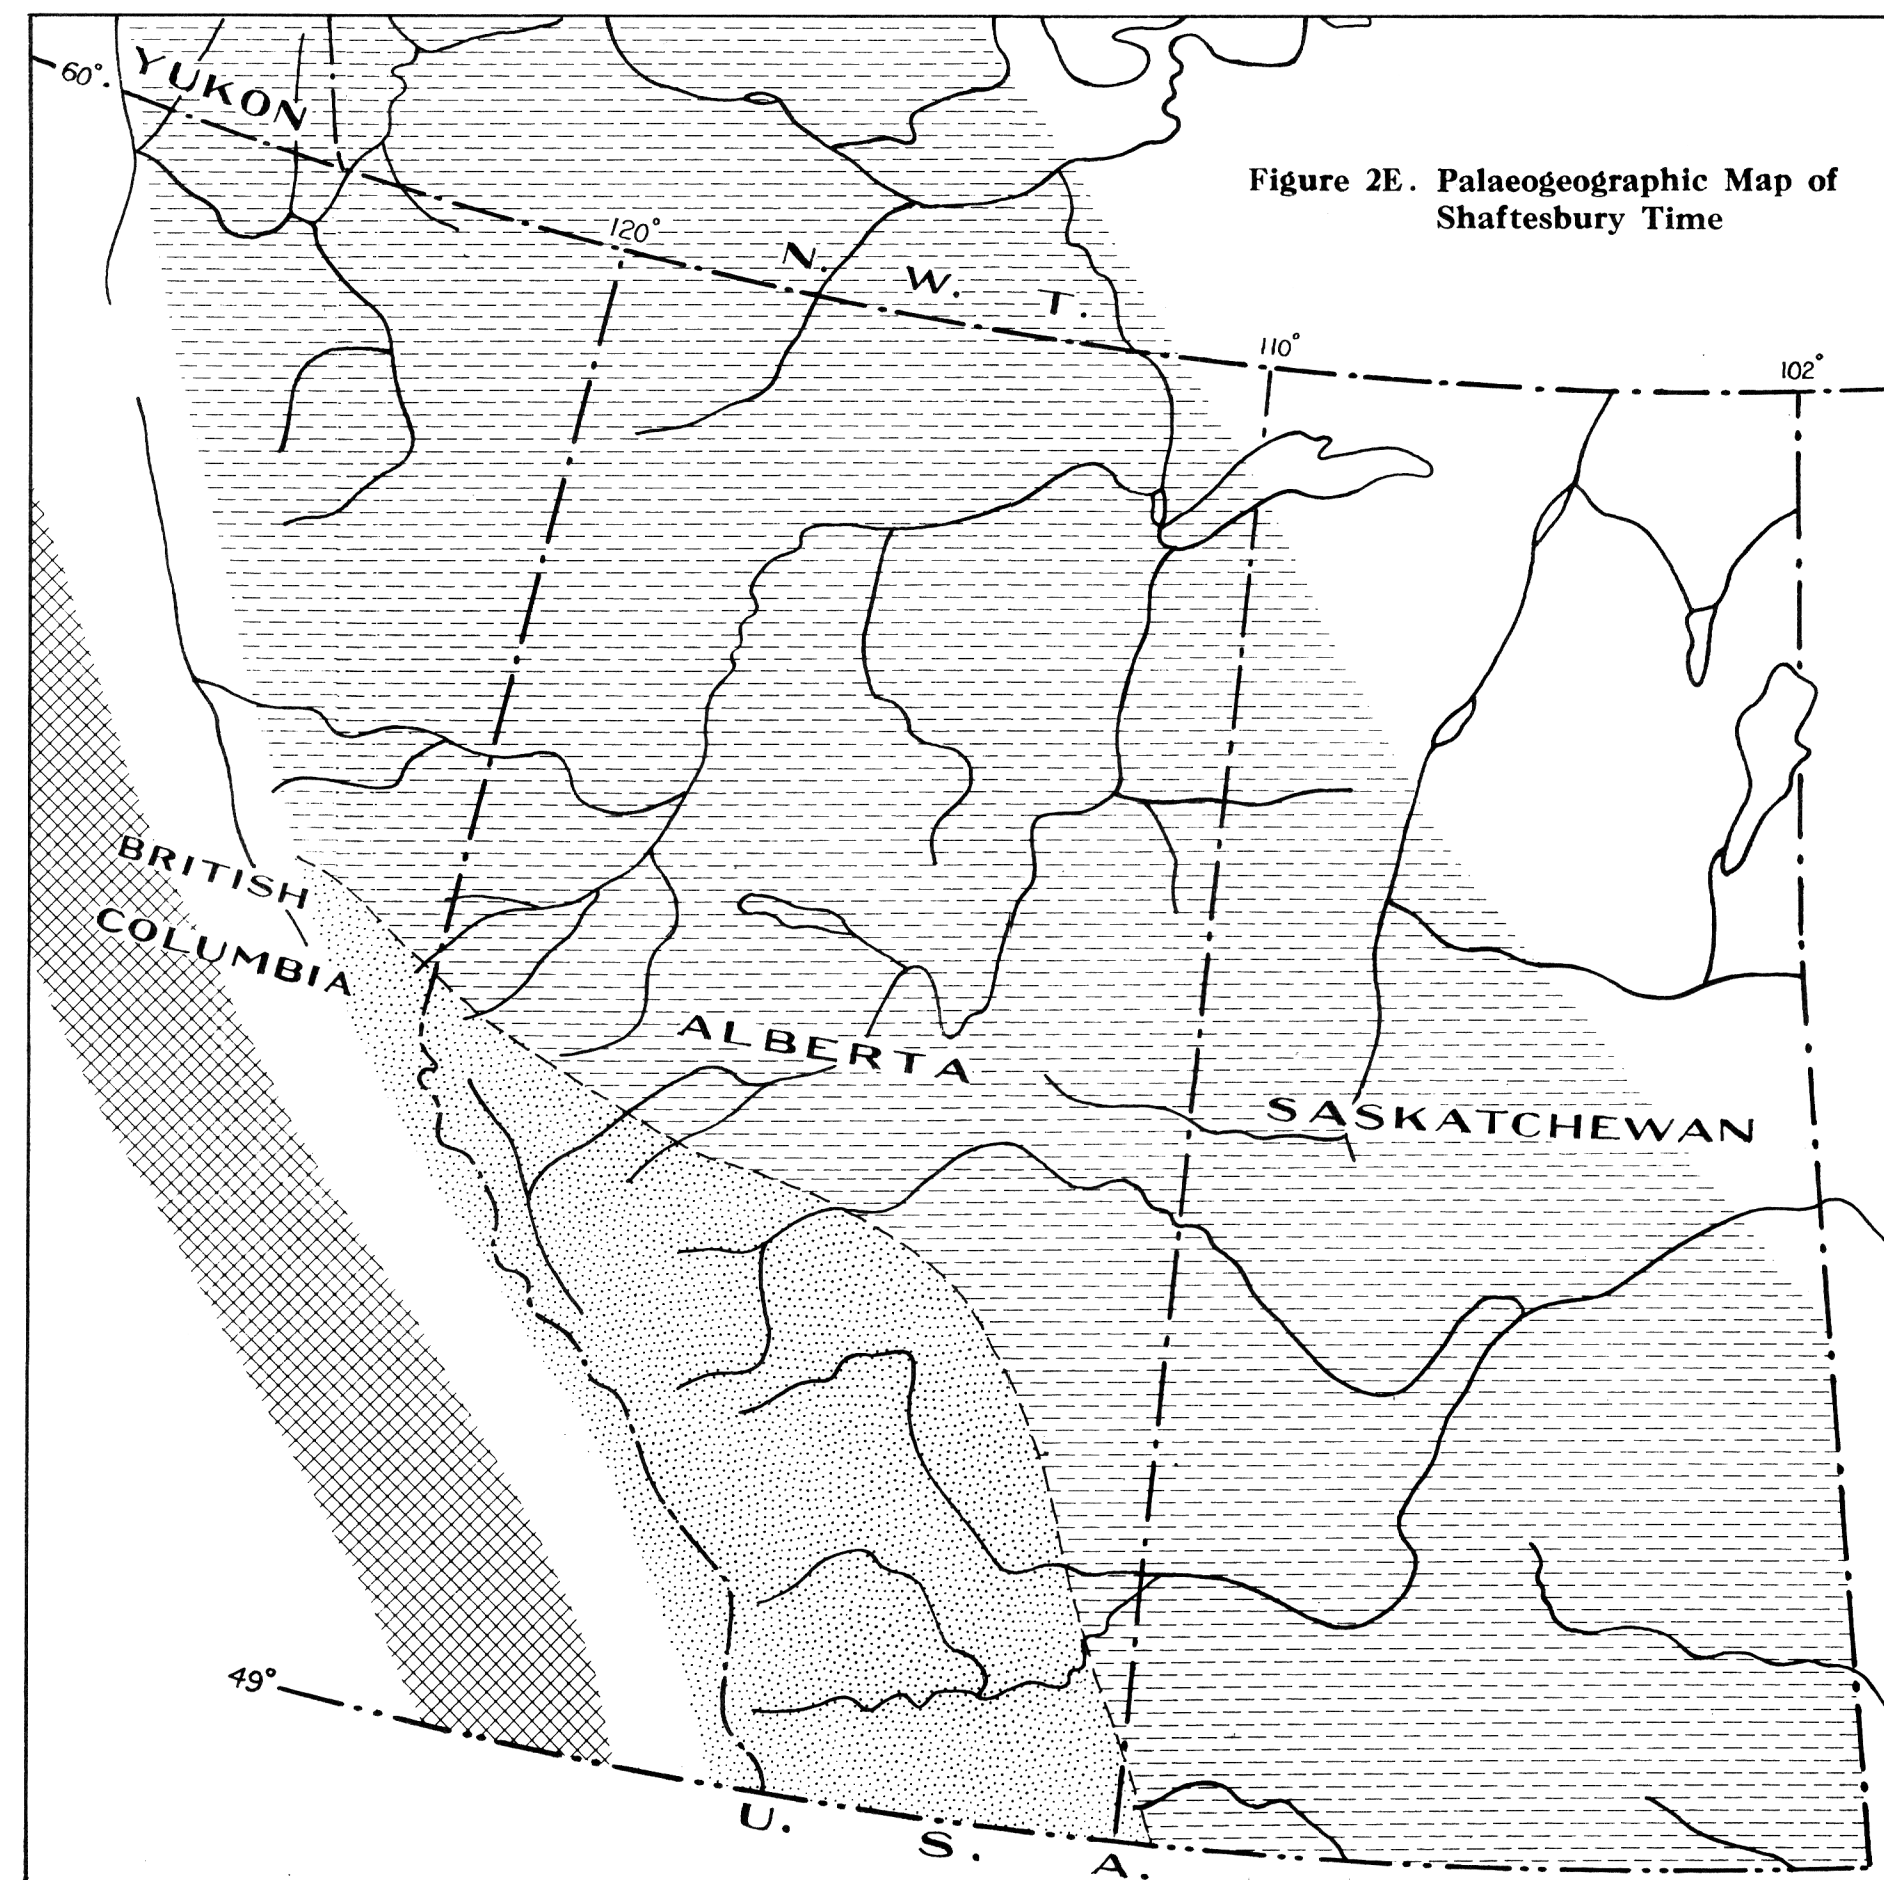 60°.
YUKON
Figure 2E. Palaeogeographic Map of
Shaftesbury Time
120°
N. W. T.
110°
102°
BRITISH
COLUMBIA
ALBERTA
SASKATCHEWAN
49°
U. S. A.